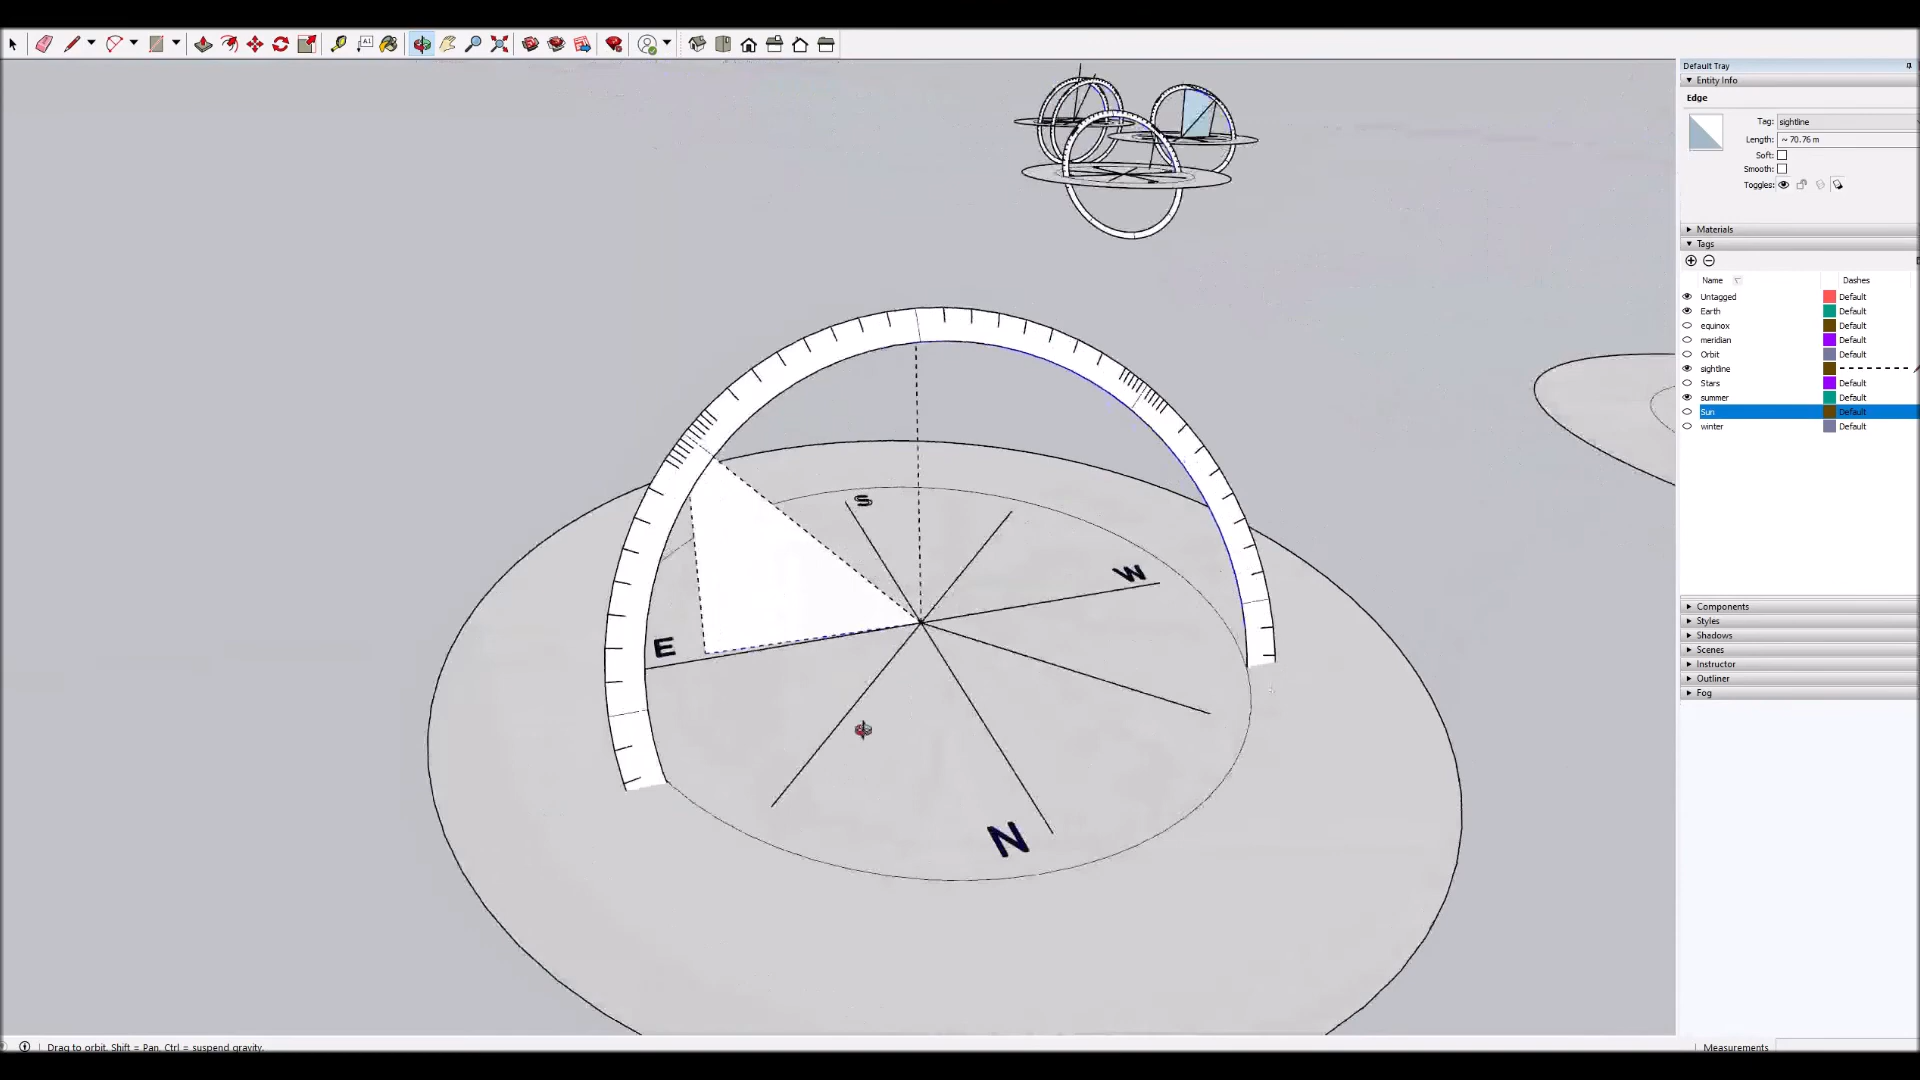 Default Tray
Entity Info
Edge
Tag: sightline
Length: ~ 70.76 m
Soft:
Smooth:
Toggles:
Materials
Tags
Name Dashes
Untagged Default
Earth Default
equinox Default
meridian Default
Orbit Default
sightline
Stars Default
summer Default
Sun Default
winter Default
Components
Styles
Shadows
Scenes
Instructor
Outliner
Fog
S
W
E
N
Drag to orbit. Shift = Pan, Ctrl = suspend gravity.
Measurements